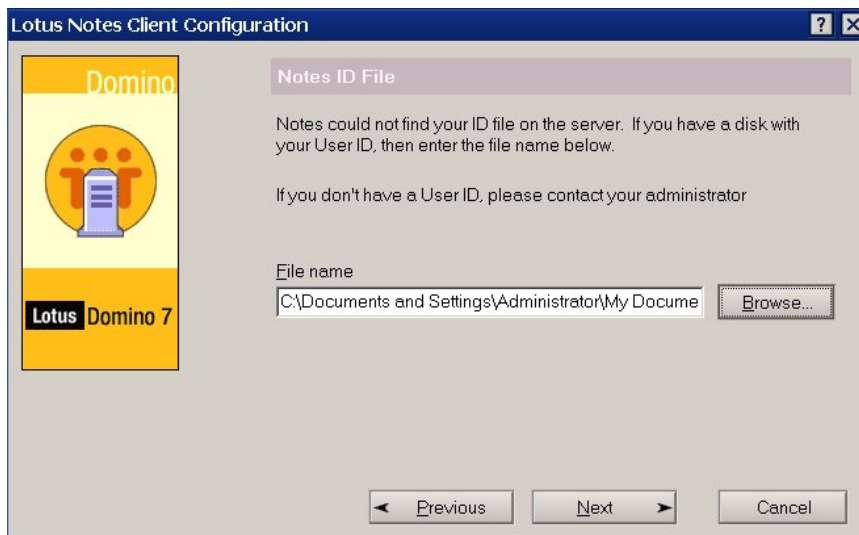 Lotus Notes Client Configuration
Domino
Lotus Domino 7
Notes ID File
Notes could not find your ID file on the server. If you have a disk with
your User ID, then enter the file name below.
If you don't have a User ID, please contact your administrator
File name
C:\Documents and Settings\Administrator\My Docume
Browse...
Previous
Next
Cancel